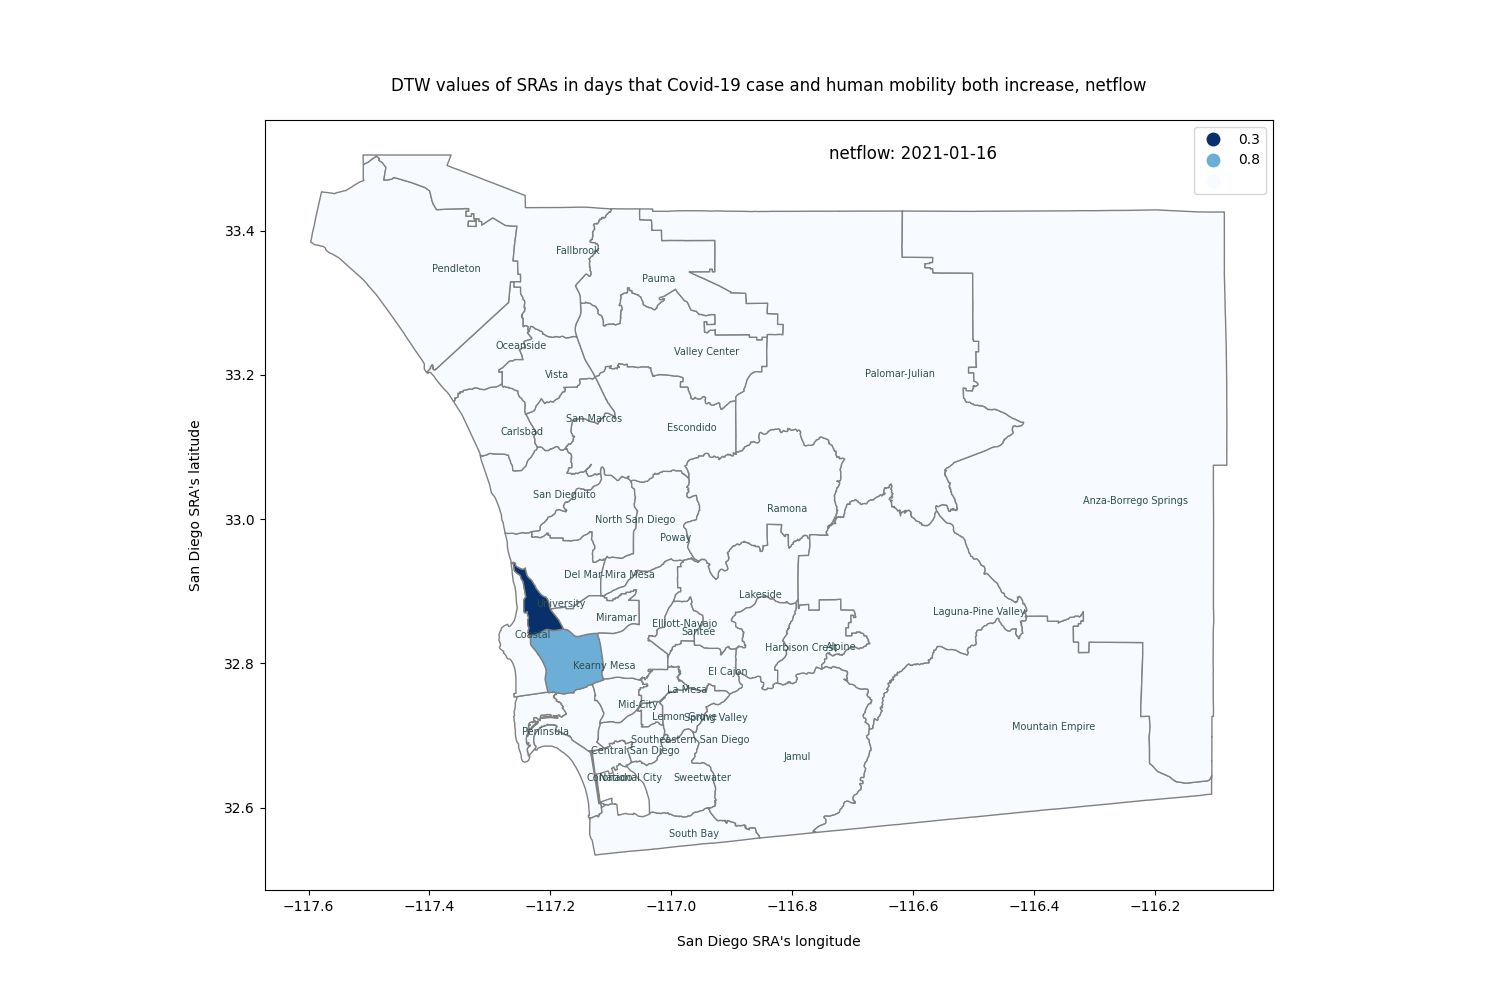 DTW values of SRAs in days that Covid-19 case and human mobility both increase, netflow
netflow: 2021-01-16
0.3
0.8
San Diego SRA's latitude
33.4
33.2
33.0
32.8
32.6
Fallbrook
Pendleton
Pauma
Oceanside
Valley Center
Vista
Palomar-Julian
San Marcos
Carlsbad
Escondido
San Dieguito
Anza-Borrego Springs
Ramona
North San Diego
Poway
Del Mar-Mira Mesa
Lakeside
University
Miramar
Laguna-Pine Valley
Elliott-Navajo
Santee
Coastal
Harbison Crest
Alpine
Kearny Mesa
El Cajon
La Mesa
Mid-City
Lemon Grove
Spring Valley
Mountain Empire
Peninsula
Southeastern San Diego
Central San Diego
Jamul
Coronado
National City
Sweetwater
South Bay
−117.6
−117.4
−117.2
−117.0
−116.8
−116.6
−116.4
−116.2
San Diego SRA's longitude